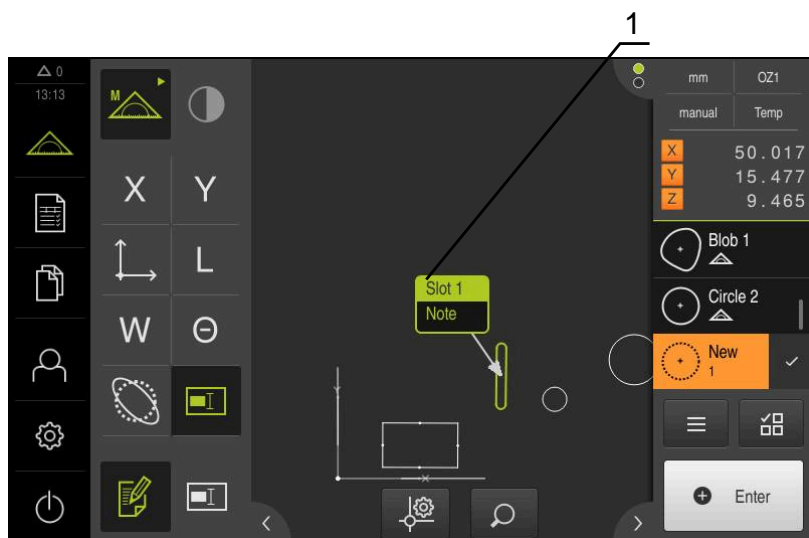 1
0
13:13
M
X
Y
L
W
Θ
Slot 1
Note
Y
X
mm
OZ1
manual
Temp
X 50.017
Y 15.477
Z 9.465
Blob 1
Circle 2
New
1
Enter